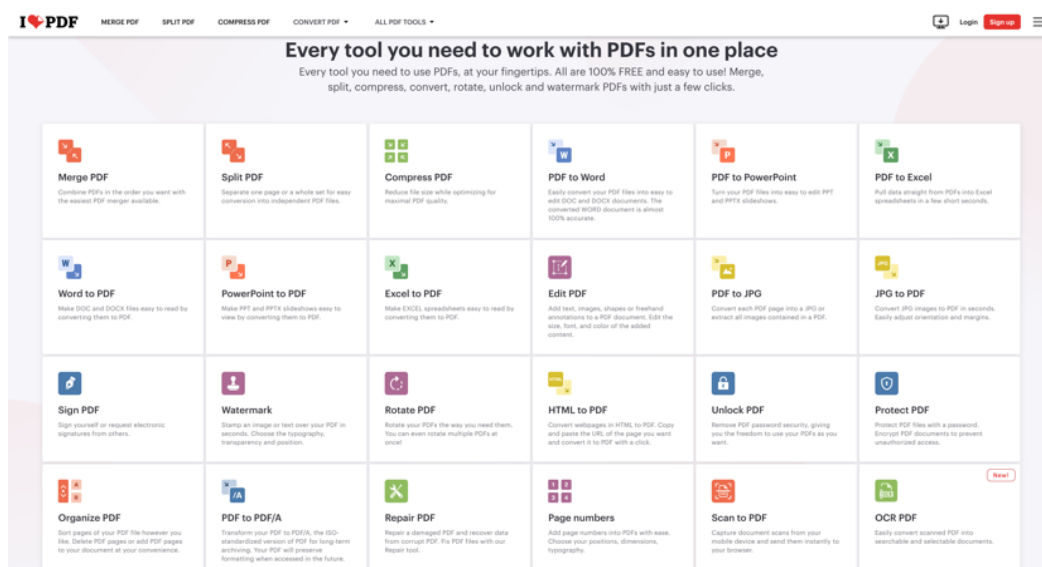 I PDF MERGE PDF SPLIT PDF COMPRESS PDF CONVERT PDF ALL PDF TOOLS Login Sign up
Every tool you need to work with PDFs in one place
Every tool you need to use PDFs, at your fingertips. All are 100% FREE and easy to use! Merge,
split, compress, convert, rotate, unlock and watermark PDFs with just a few clicks.
Merge PDF
Combine PDFs in the order you want with
the easiest PDF merger available.
Split PDF
Separate one page or a whole set for easy
conversion into independent PDF files.
Compress PDF
Reduce file size while optimizing for
maximal PDF quality.
W
PDF to Word
Easily convert your PDF files into easy to
edit DOC and DOCX documents. The
converted WORD document is almost
100% accurate.
P
PDF to PowerPoint
Turn your PDF files into easy to edit PPT
and PPTX slideshows.
X
PDF to Excel
Pull data straight from PDFs into Excel
spreadsheets in a few short seconds.
W
Word to PDF
Make DOC and DOCX files easy to read by
converting them to PDF.
P
PowerPoint to PDF
Make PPT and PPTX slideshows easy to
view by converting them to PDF.
X
Excel to PDF
Make EXCEL spreadsheets easy to read by
converting them to PDF.
Edit PDF
Add text, images, shapes or freehand
annotations to a PDF document. Edit the
size, font, and color of the added
content.
PDF to JPG
Convert each PDF page into a JPG or
extract all images contained in a PDF.
JPG
JPG to PDF
Convert JPG images to PDF in seconds.
Easily adjust orientation and margins.
Sign PDF
Sign yourself or request electronic
signatures from others.
Watermark
Stamp an image or text over your PDF in
seconds. Choose the typography,
transparency and position.
Rotate PDF
Rotate your PDFs the way you need them.
You can even rotate multiple PDFs at
once!
HTML
HTML to PDF
Convert webpages in HTML to PDF. Copy
and paste the URL of the page you want
and convert it to PDF with a click.
Unlock PDF
Remove PDF password security, giving
you the freedom to use your PDFs as you
want.
Protect PDF
Protect PDF files with a password.
Encrypt PDF documents to prevent
unauthorized access.
A
B
Organize PDF
Sort pages of your PDF file however you
like. Delete PDF pages or add PDF pages
to your document at your convenience.
/A
PDF to PDF/A
Transform your PDF to PDF/A, the ISO-
standardized version of PDF for long-term
archiving. Your PDF will preserve
formatting when accessed in the future.
Repair PDF
Repair a damaged PDF and recover data
from corrupt PDF. Fix PDF files with our
Repair tool.
1 2
3 4
Page numbers
Add page numbers into PDFs with ease.
Choose your positions, dimensions,
typography.
Scan to PDF
Capture document scans from your
mobile device and send them instantly to
your browser.
New!
OCR PDF
Easily convert scanned PDF into
searchable and selectable documents.